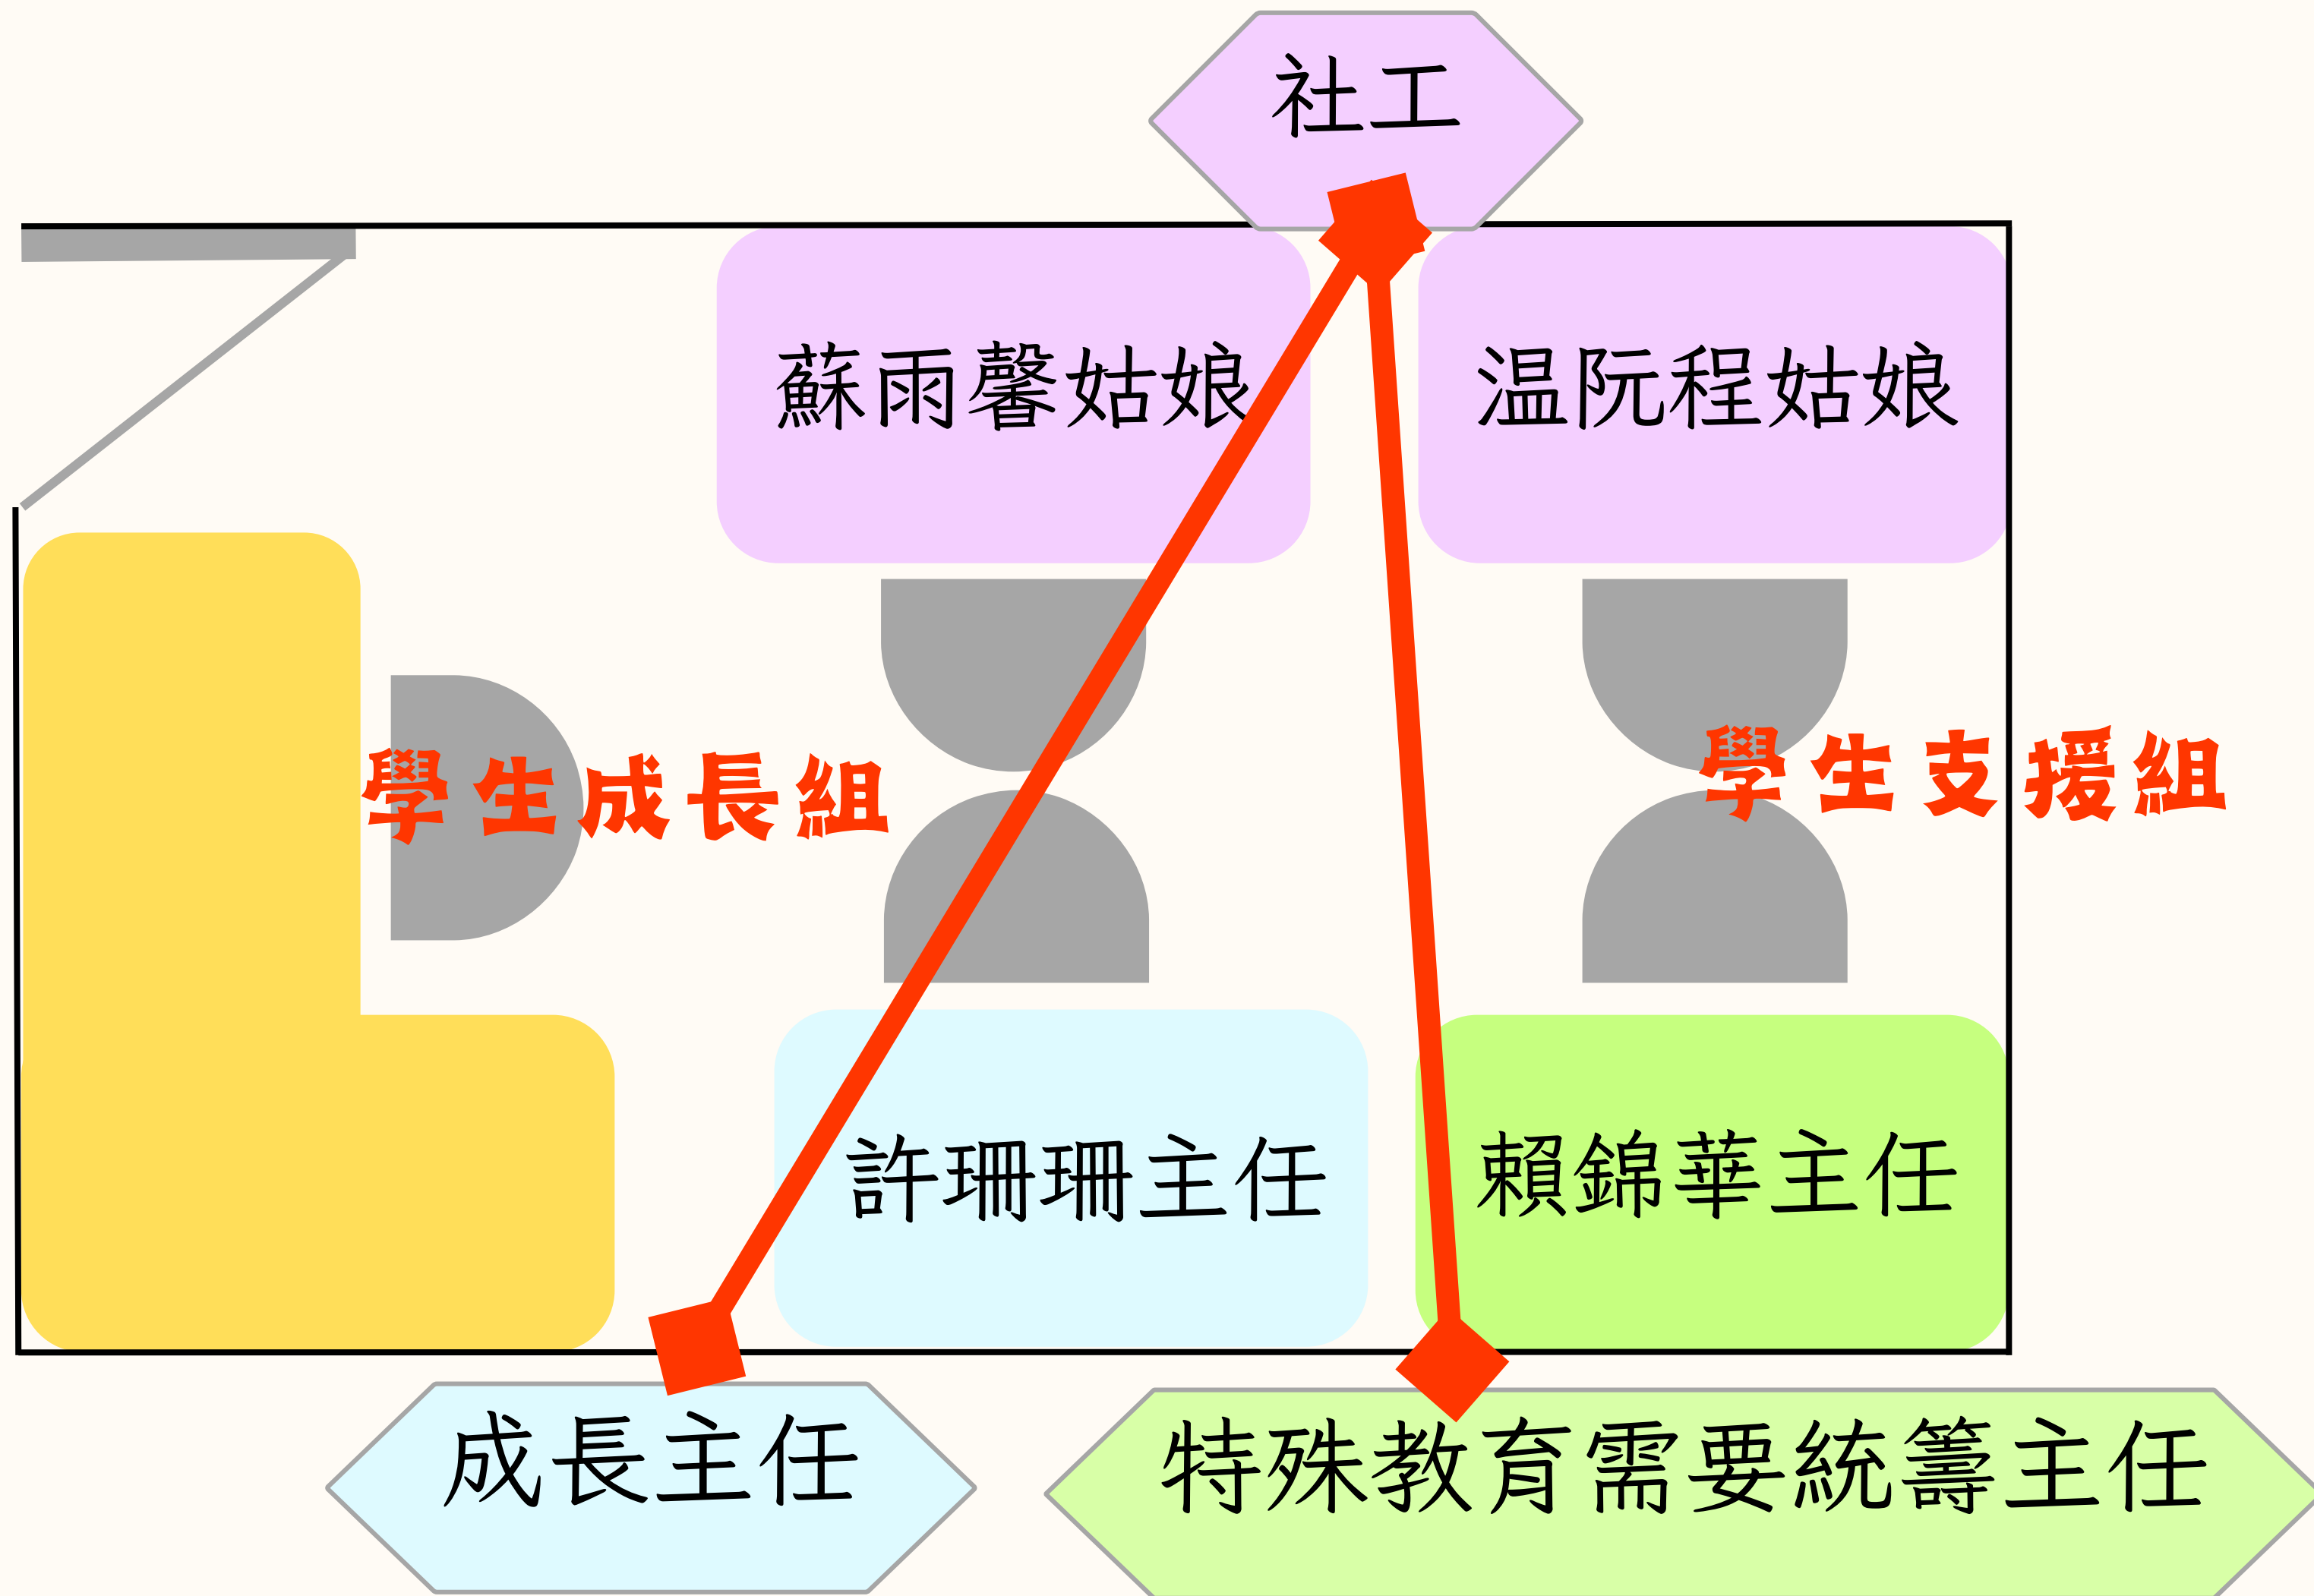 社工
蘇雨馨姑娘
温阮程姑娘
學生成長組
學生支援組
許珊珊主任
賴錦華主任
成長主任
特殊教育需要統籌主任